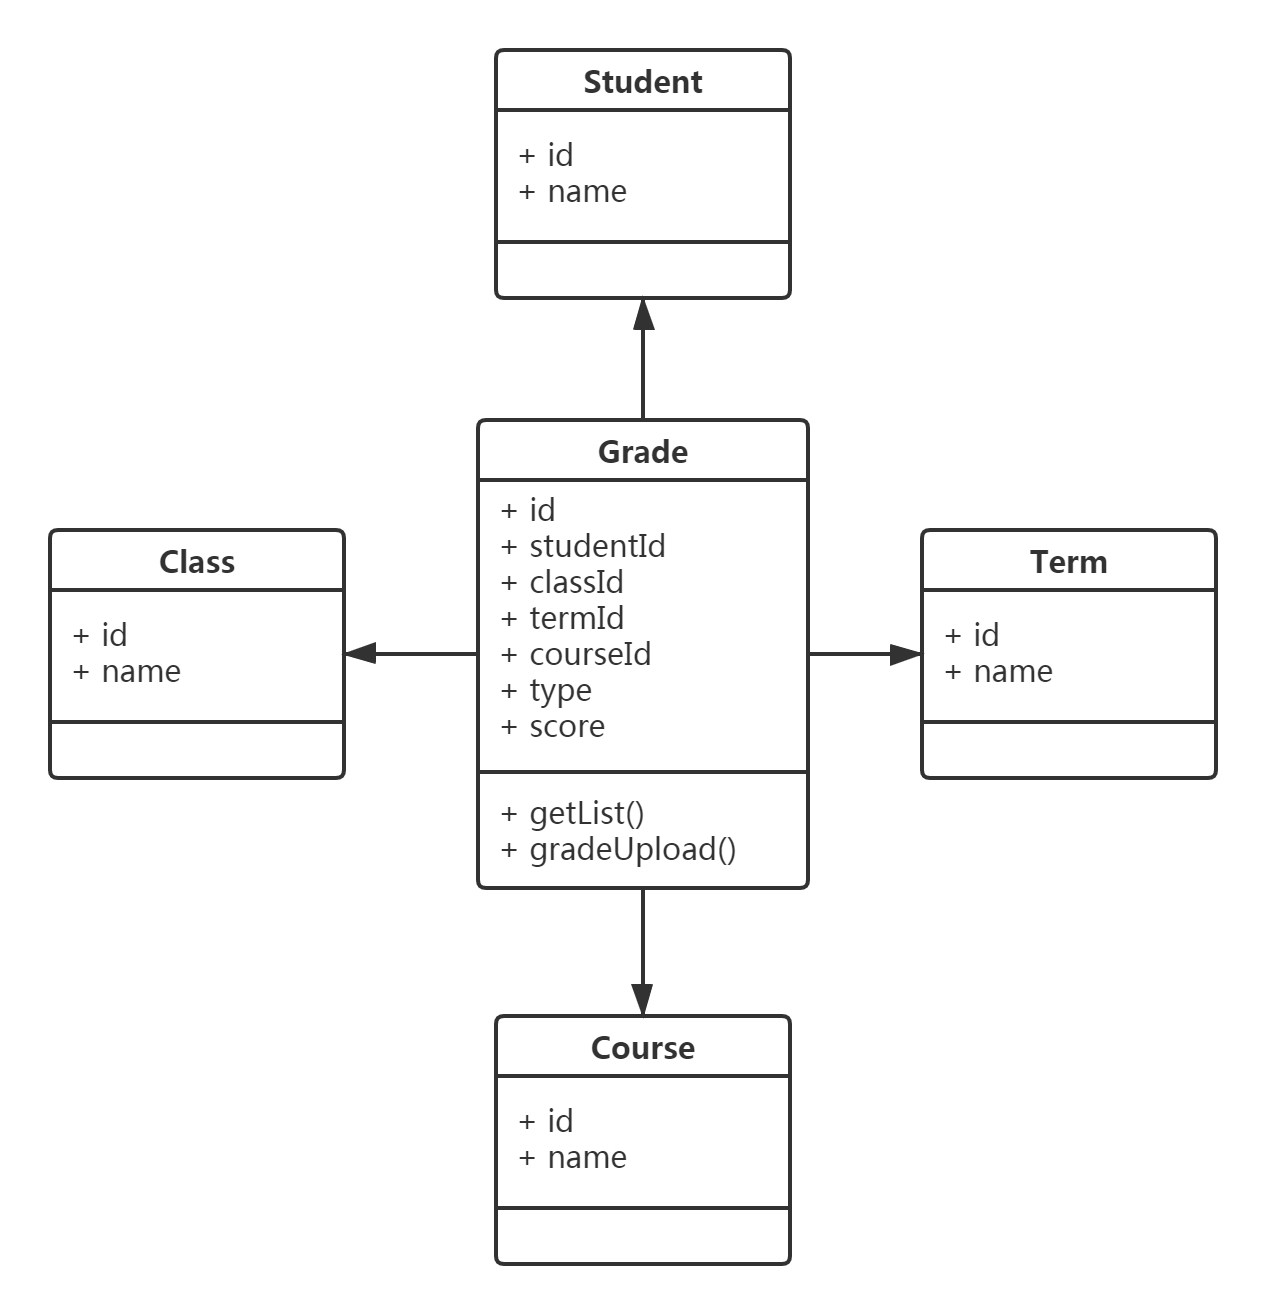 Student
+ id
+ name
Grade
+ id
+ studentId
+ classId
+ termId
+ courseId
+ type
+ score
+ getList()
+ gradeUpload()
Class
+ id
+ name
Term
+ id
+ name
Course
+ id
+ name